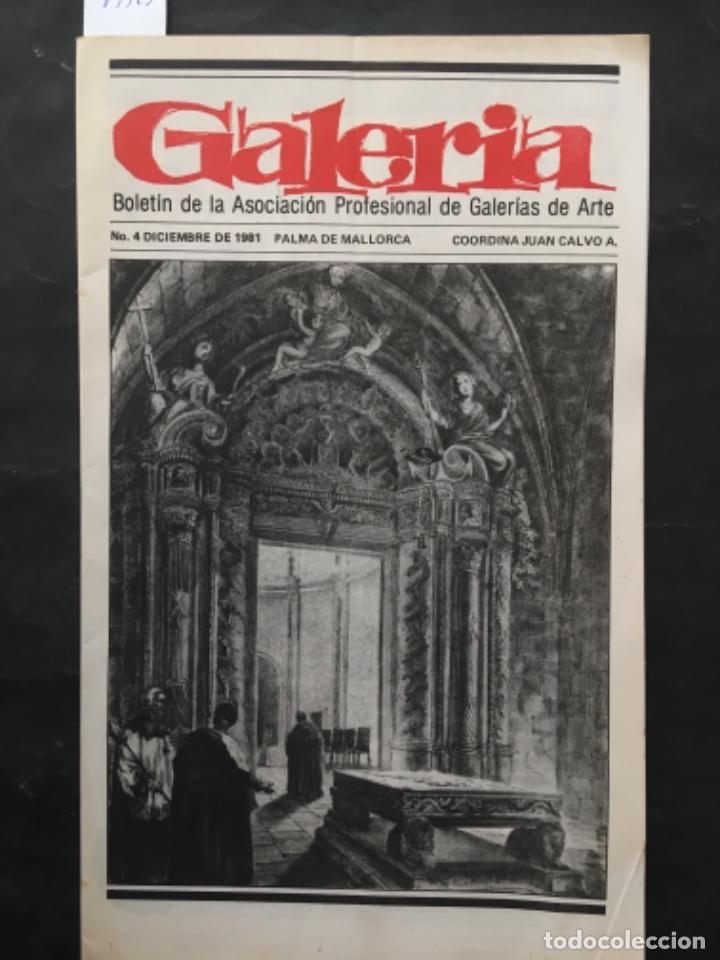 Galeria
Boletín de la Asociación Profesional de Galerías de Arte
No. 4 DICIEMBRE DE 1981 PALMA DE MALLORCA COORDINA JUAN CALVO A.
todocoleccion.net